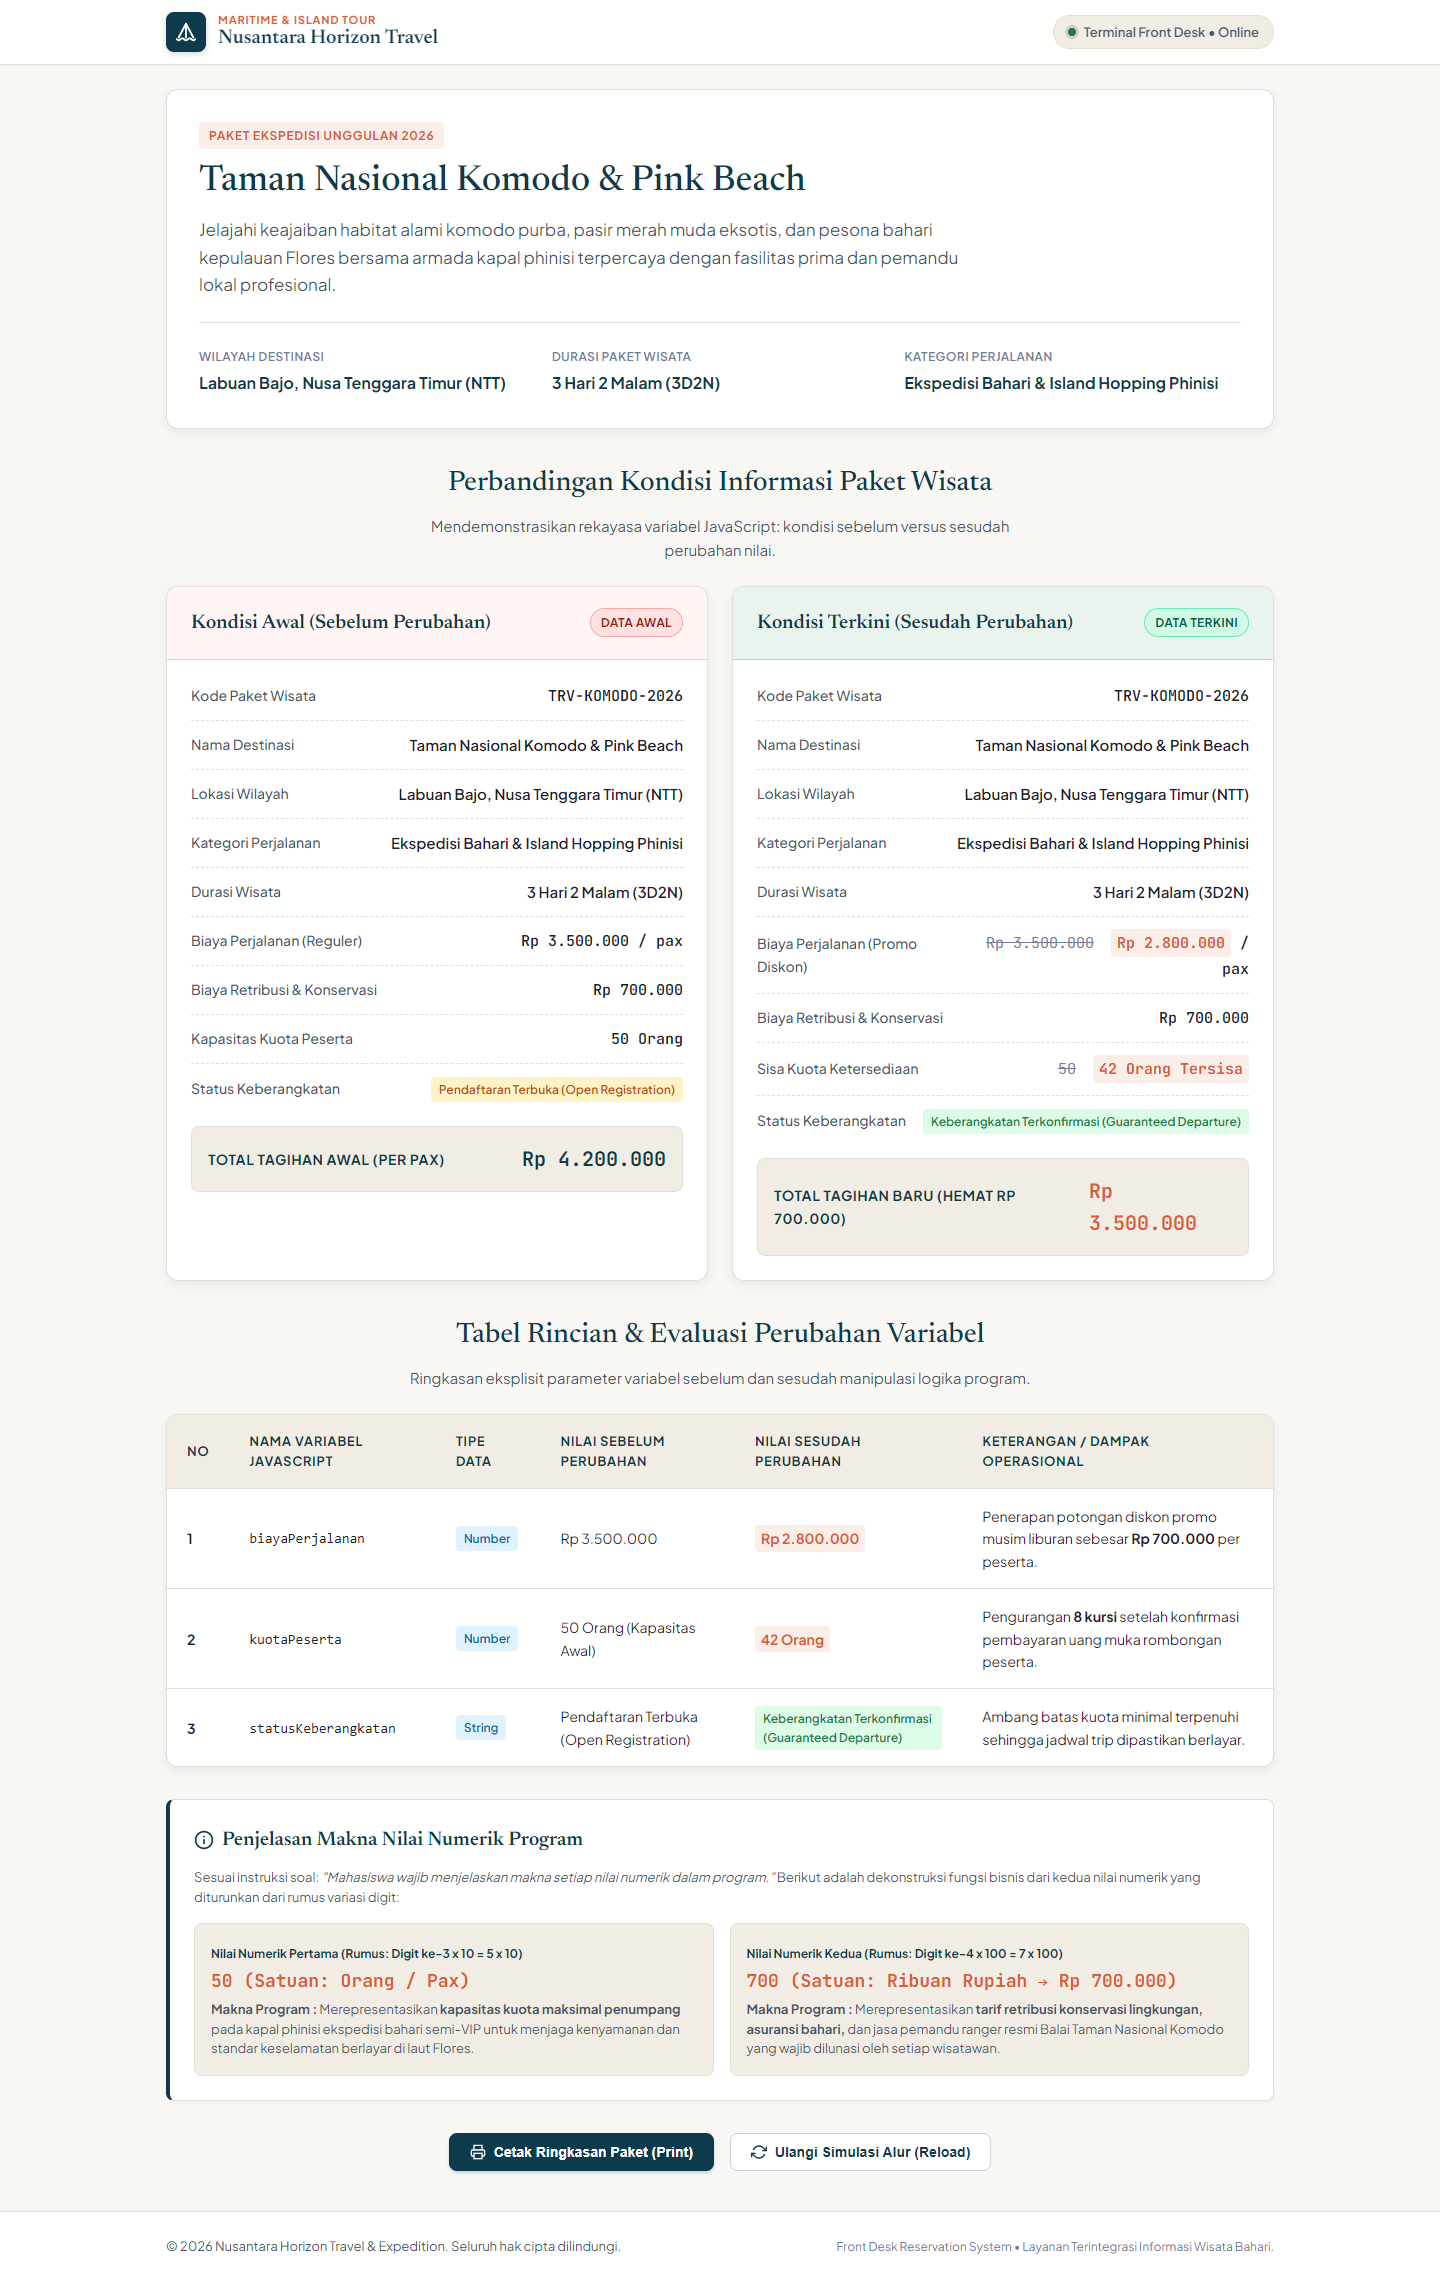 MARITIME & ISLAND TOUR
Nusantara Horizon Travel
Terminal Front Desk • Online
PAKET EKSPEDISI UNGGULAN 2026
Taman Nasional Komodo & Pink Beach
Jelajahi keajaiban habitat alami komodo purba, pasir merah muda eksotis, dan pesona bahari
kepulauan Flores bersama armada kapal phinisi terpercaya dengan fasilitas prima dan pemandu
lokal profesional.
WILAYAH DESTINASI
Labuan Bajo, Nusa Tenggara Timur (NTT)
DURASI PAKET WISATA
3 Hari 2 Malam (3D2N)
KATEGORI PERJALANAN
Ekspedisi Bahari & Island Hopping Phinisi
Perbandingan Kondisi Informasi Paket Wisata
Mendemonstrasikan rekayasa variabel JavaScript: kondisi sebelum versus sesudah
perubahan nilai.
Kondisi Awal (Sebelum Perubahan)
DATA AWAL
Kode Paket Wisata TRV-KOMODO-2026
Nama Destinasi Taman Nasional Komodo & Pink Beach
Lokasi Wilayah Labuan Bajo, Nusa Tenggara Timur (NTT)
Kategori Perjalanan Ekspedisi Bahari & Island Hopping Phinisi
Durasi Wisata 3 Hari 2 Malam (3D2N)
Biaya Perjalanan (Reguler) Rp 3.500.000 / pax
Biaya Retribusi & Konservasi Rp 700.000
Kapasitas Kuota Peserta 50 Orang
Status Keberangkatan Pendaftaran Terbuka (Open Registration)
TOTAL TAGIHAN AWAL (PER PAX) Rp 4.200.000
Kondisi Terkini (Sesudah Perubahan)
DATA TERKINI
Kode Paket Wisata TRV-KOMODO-2026
Nama Destinasi Taman Nasional Komodo & Pink Beach
Lokasi Wilayah Labuan Bajo, Nusa Tenggara Timur (NTT)
Kategori Perjalanan Ekspedisi Bahari & Island Hopping Phinisi
Durasi Wisata 3 Hari 2 Malam (3D2N)
Biaya Perjalanan (Promo
Diskon)
Rp 3.500.000 Rp 2.800.000 /
pax
Biaya Retribusi & Konservasi Rp 700.000
Sisa Kuota Ketersediaan 50 42 Orang Tersisa
Status Keberangkatan Keberangkatan Terkonfirmasi (Guaranteed Departure)
TOTAL TAGIHAN BARU (HEMAT RP
700.000)
Rp
3.500.000
Tabel Rincian & Evaluasi Perubahan Variabel
Ringkasan eksplisit parameter variabel sebelum dan sesudah manipulasi logika program.
NO
NAMA VARIABEL
JAVASCRIPT
TIPE
DATA
NILAI SEBELUM
PERUBAHAN
NILAI SESUDAH
PERUBAHAN
KETERANGAN / DAMPAK
OPERASIONAL
1
biayaPerjalanan
Number
Rp 3.500.000
Rp 2.800.000
Penerapan potongan diskon promo
musim liburan sebesar Rp 700.000 per
peserta.
2
kuotaPeserta
Number
50 Orang (Kapasitas
Awal)
42 Orang
Pengurangan 8 kursi setelah konfirmasi
pembayaran uang muka rombongan
peserta.
3
statusKeberangkatan
String
Pendaftaran Terbuka
(Open Registration)
Keberangkatan Terkonfirmasi
(Guaranteed Departure)
Ambang batas kuota minimal terpenuhi
sehingga jadwal trip dipastikan berlayar.
Penjelasan Makna Nilai Numerik Program
Sesuai instruksi soal: "Mahasiswa wajib menjelaskan makna setiap nilai numerik dalam program." Berikut adalah dekonstruksi fungsi bisnis dari kedua nilai numerik yang
diturunkan dari rumus variasi digit:
Nilai Numerik Pertama (Rumus: Digit ke-3 x 10 = 5 x 10)
50 (Satuan: Orang / Pax)
Makna Program : Merepresentasikan kapasitas kuota maksimal penumpang
pada kapal phinisi ekspedisi bahari semi-VIP untuk menjaga kenyamanan dan
standar keselamatan berlayar di laut Flores.
Nilai Numerik Kedua (Rumus: Digit ke-4 x 100 = 7 x 100)
700 (Satuan: Ribuan Rupiah → Rp 700.000)
Makna Program : Merepresentasikan tarif retribusi konservasi lingkungan,
asuransi bahari, dan jasa pemandu ranger resmi Balai Taman Nasional Komodo
yang wajib dilunasi oleh setiap wisatawan.
Cetak Ringkasan Paket (Print)
Ulangi Simulasi Alur (Reload)
© 2026 Nusantara Horizon Travel & Expedition. Seluruh hak cipta dilindungi.
Front Desk Reservation System • Layanan Terintegrasi Informasi Wisata Bahari.